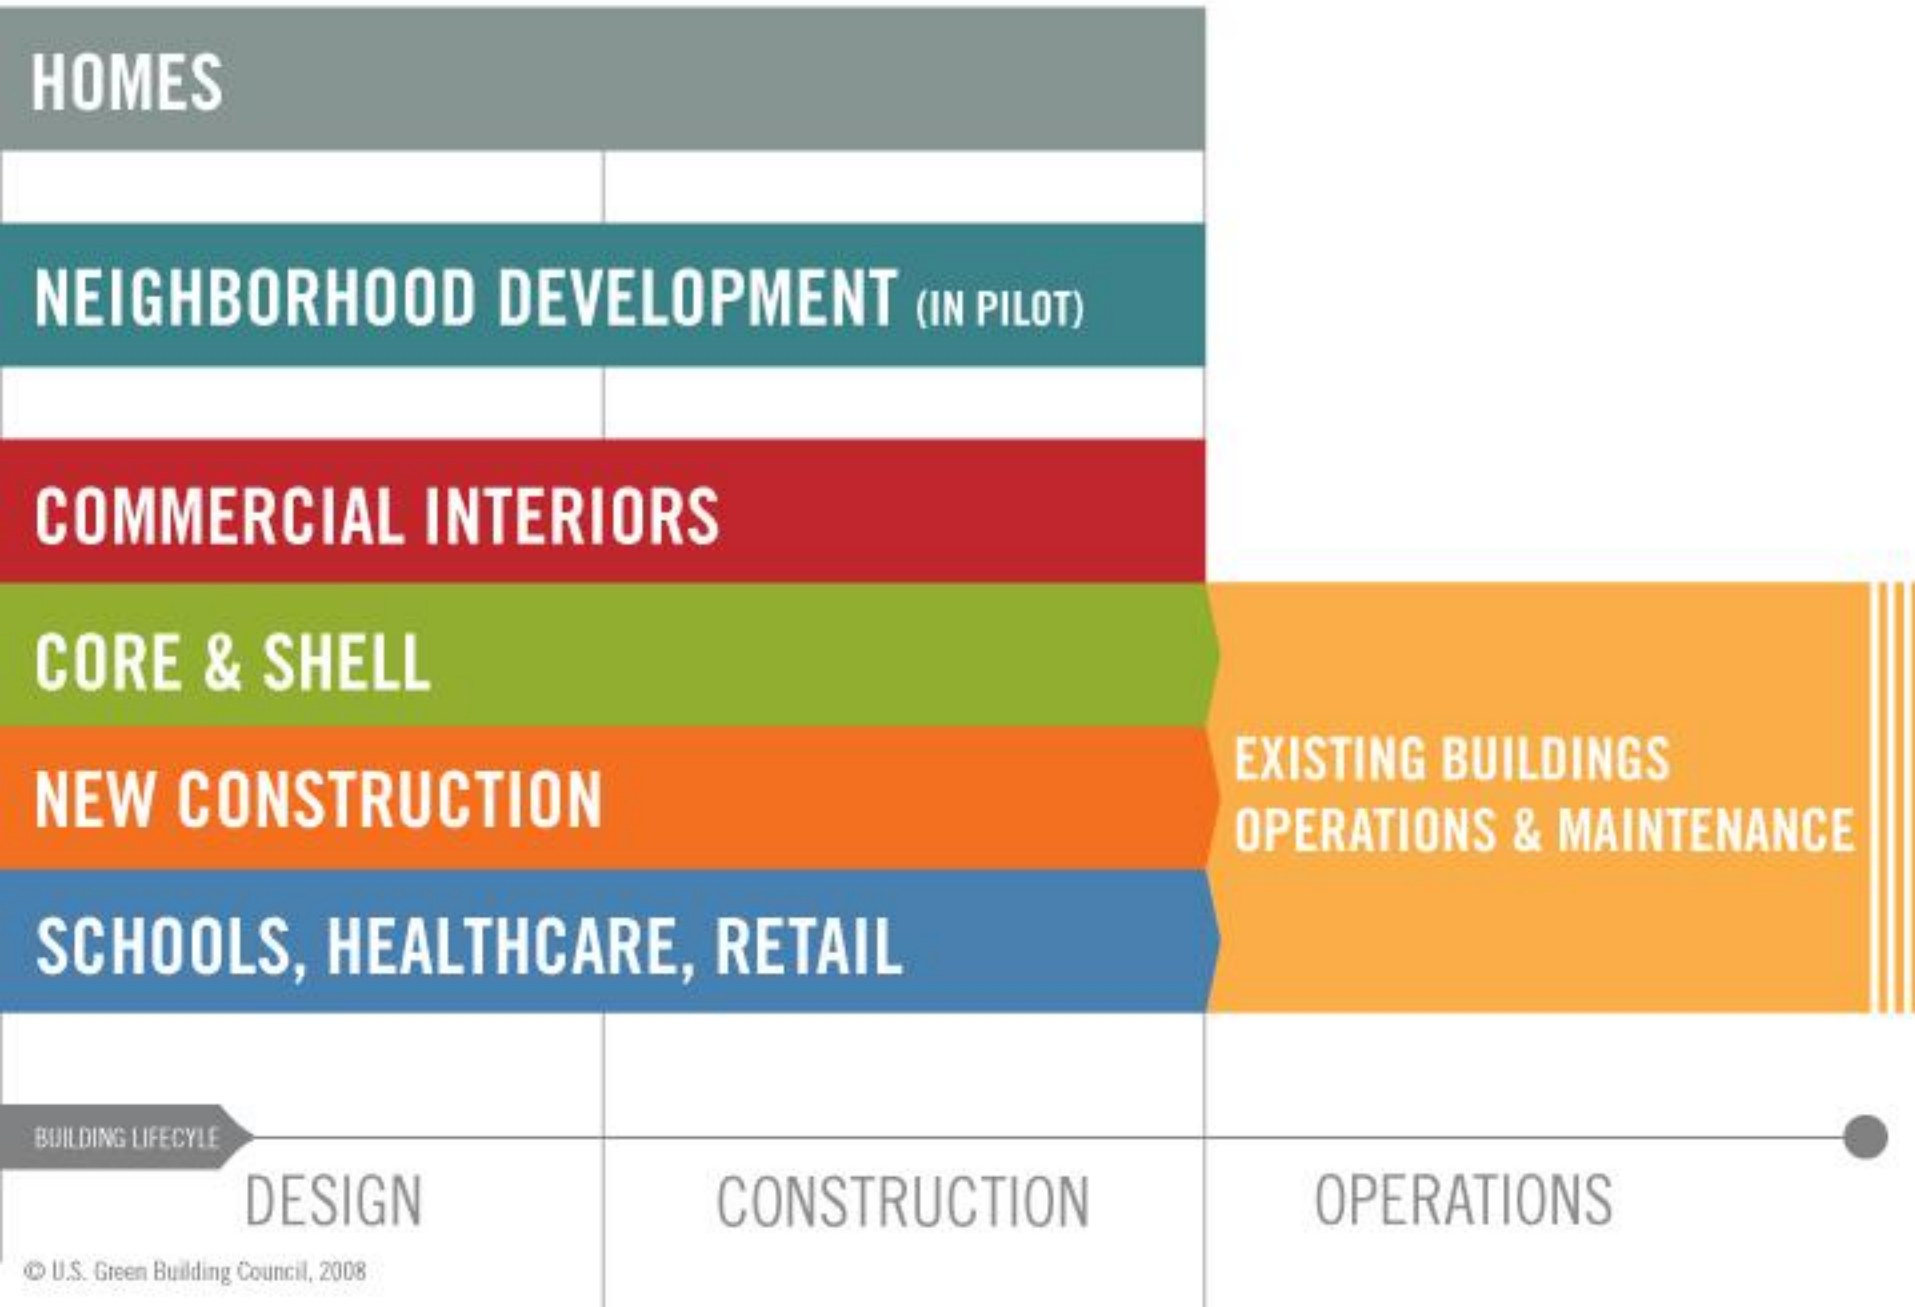 HOMES
NEIGHBORHOOD DEVELOPMENT (IN PILOT)
COMMERCIAL INTERIORS
CORE & SHELL
NEW CONSTRUCTION
SCHOOLS, HEALTHCARE, RETAIL
EXISTING BUILDINGS
OPERATIONS & MAINTENANCE
BUILDING LIFECYLE
DESIGN
CONSTRUCTION
OPERATIONS
© U.S. Green Building Council, 2008